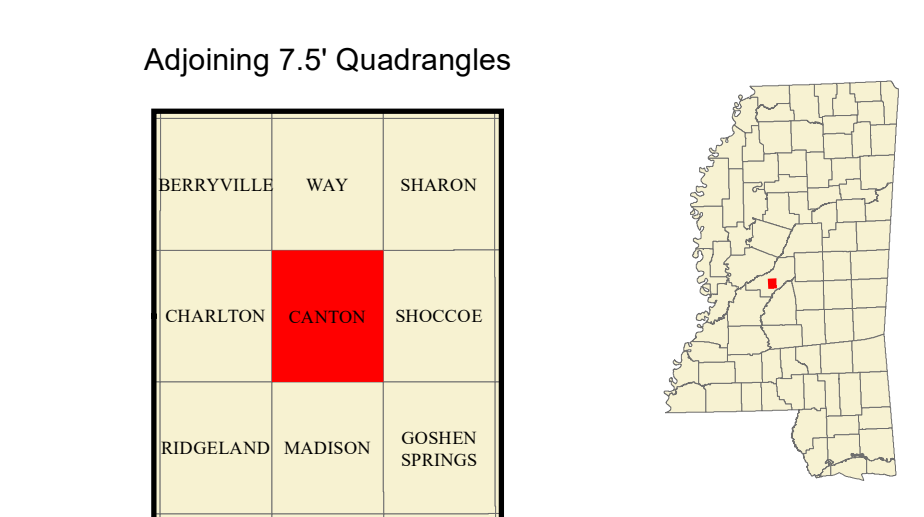 Adjoining 7.5' Quadrangles
BERRYVILLE WAY SHARON
CHARLTON CANTON SHOCCOE
RIDGELAND MADISON GOSHEN
SPRINGS